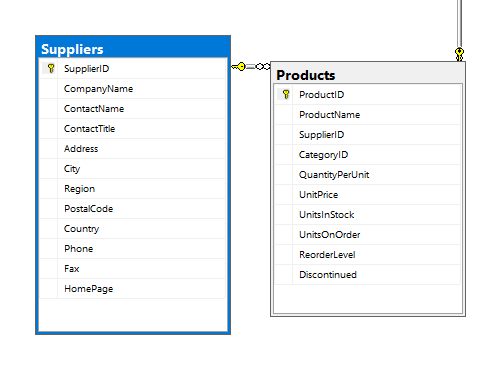 Suppliers
SupplierID
CompanyName
ContactName
ContactTitle
Address
City
Region
PostalCode
Country
Phone
Fax
HomePage
Products
ProductID
ProductName
SupplierID
CategoryID
QuantityPerUnit
UnitPrice
UnitsInStock
UnitsOnOrder
ReorderLevel
Discontinued